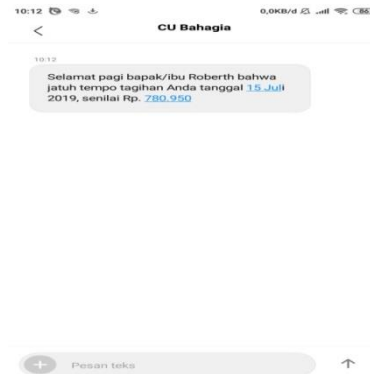 10:12 0,0KB/d 86
CU Bahagia
10:12
Selamat pagi bapak/ibu Roberth bahwa
jatuh tempo tagihan Anda tanggal 15 Juli
2019, senilai Rp. 780.950
Pesan teks